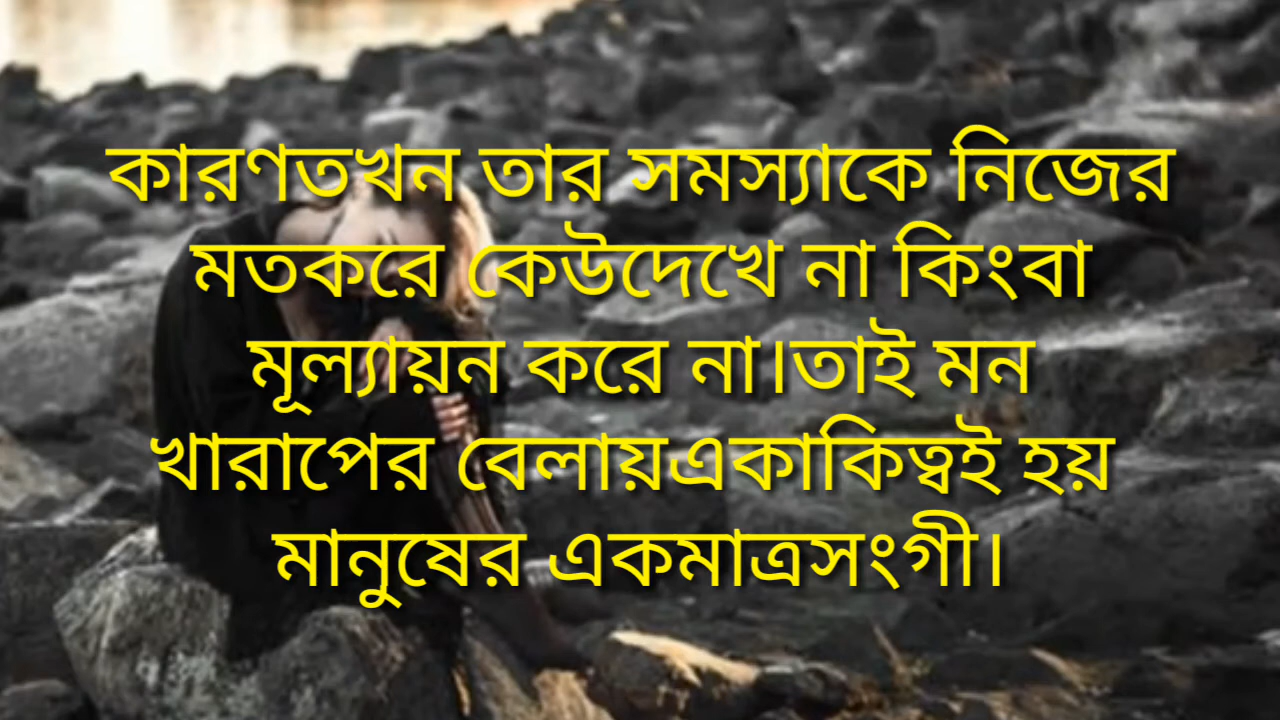 কারণতখন তার সমস্যাকে নিজের
মতকরে কেউদেখে না কিংবা
মূল্যায়ন করে না।তাই মন
খারাপের বেলায়একাকিত্বই হয়
মানুষের একমাত্রসংগী।